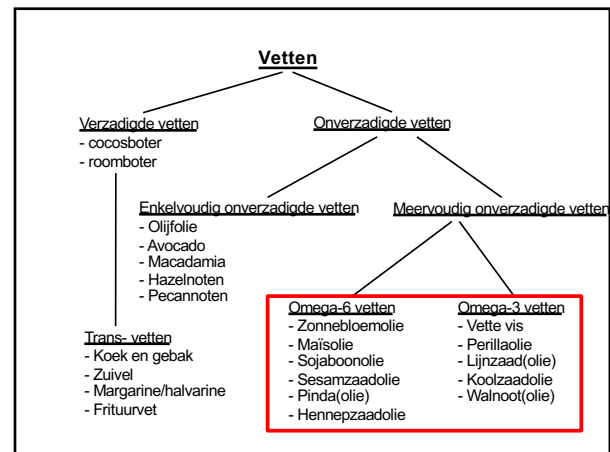 Vetten
Verzadigde vetten
- cocosboter
- roomboter
Onverzadigde vetten
Enkelvoudig onverzadigde vetten
- Olijfolie
- Avocado
- Macadamia
- Hazelnoten
- Pecannoten
Meervoudig onverzadigde vetten
Trans- vetten
- Koek en gebak
- Zuivel
- Margarine/halvarine
- Frituurvet
Omega-6 vetten
- Zonnebloemolie
- Maïsolie
- Sojaboonolie
- Sesamzaadolie
- Pinda(olie)
- Hennepzaadolie
Omega-3 vetten
- Vette vis
- Perillaolie
- Lijnzaad(olie)
- Koolzaadolie
- Walnoot(olie)